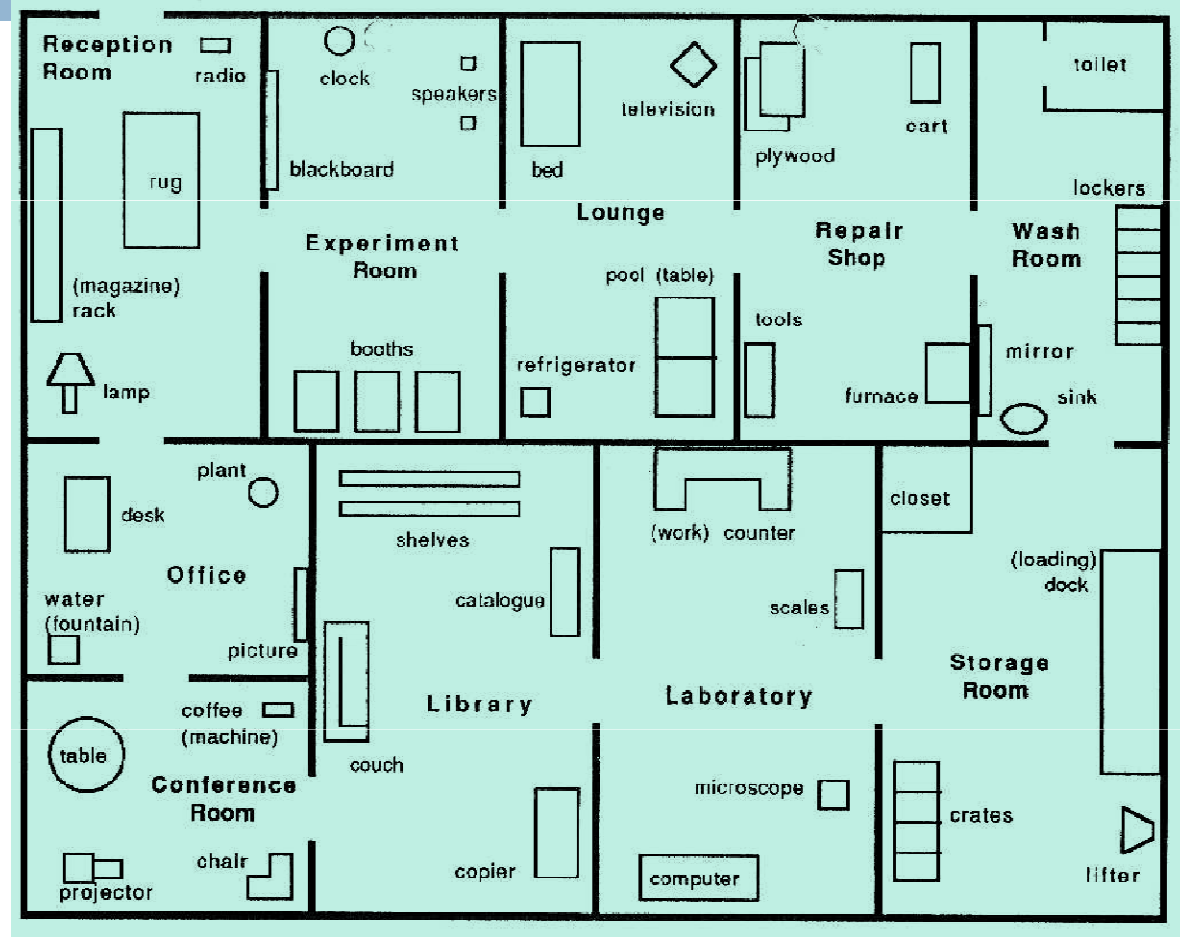 Reception
Room
radio
rug
(magazine)
rack
lamp
clock
speakers
blackboard
Experiment
Room
booths
television
bed
Lounge
pool (table)
refrigerator
cart
plywood
Repair
Shop
tools
furnace
toilet
lockers
Wash
Room
mirror
sink
plant
desk
Office
water
(fountain)
picture
shelves
catalogue
Library
couch
copier
(work) counter
scales
Laboratory
microscope
computer
closet
(loading)
dock
Storage
Room
crates
lifter
coffee
(machine)
table
Conference
Room
chair
projector